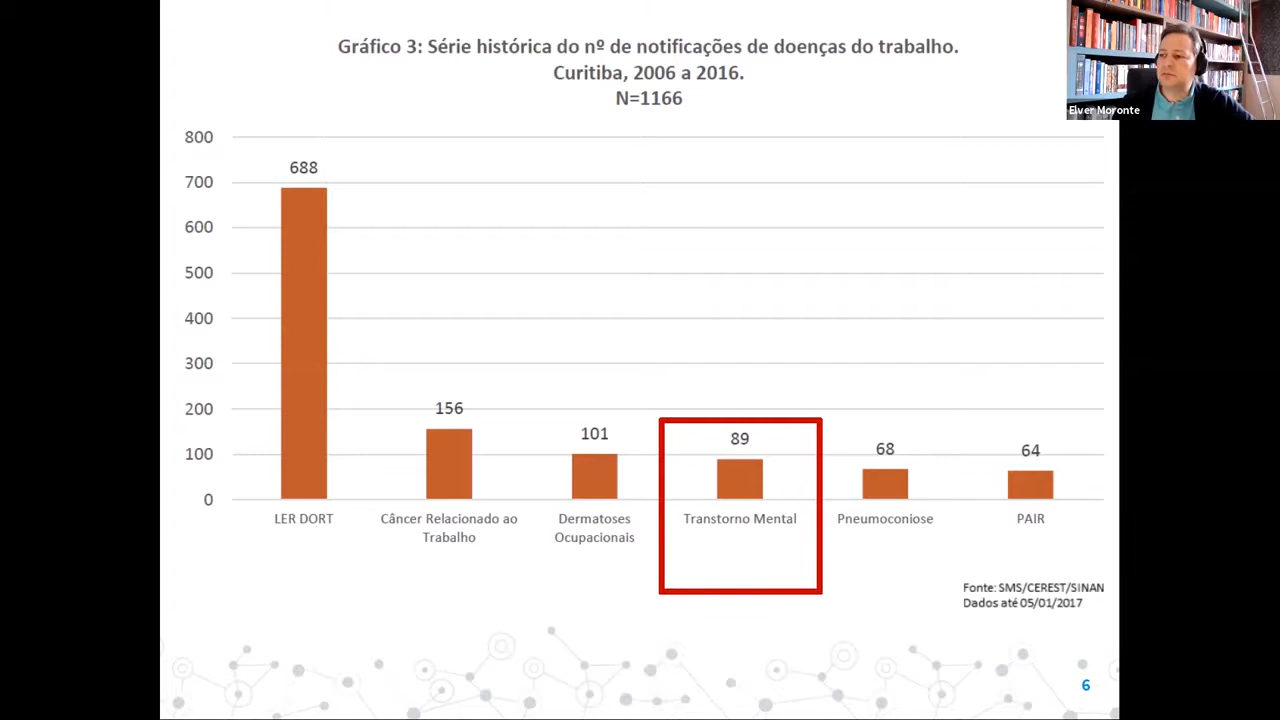 Gráfico 3: Série histórica do nº de notificações de doenças do trabalho.
Curitiba, 2006 a 2016.
N=1166
Elver Moronte
800
700
600
500
400
300
200
100
0
688
156
101
89
68
64
LER DORT
Câncer Relacionado ao
Trabalho
Dermatoses
Ocupacionais
Transtorno Mental
Pneumoconiose
PAIR
Fonte: SMS/CEREST/SINAN
Dados até 05/01/2017
6